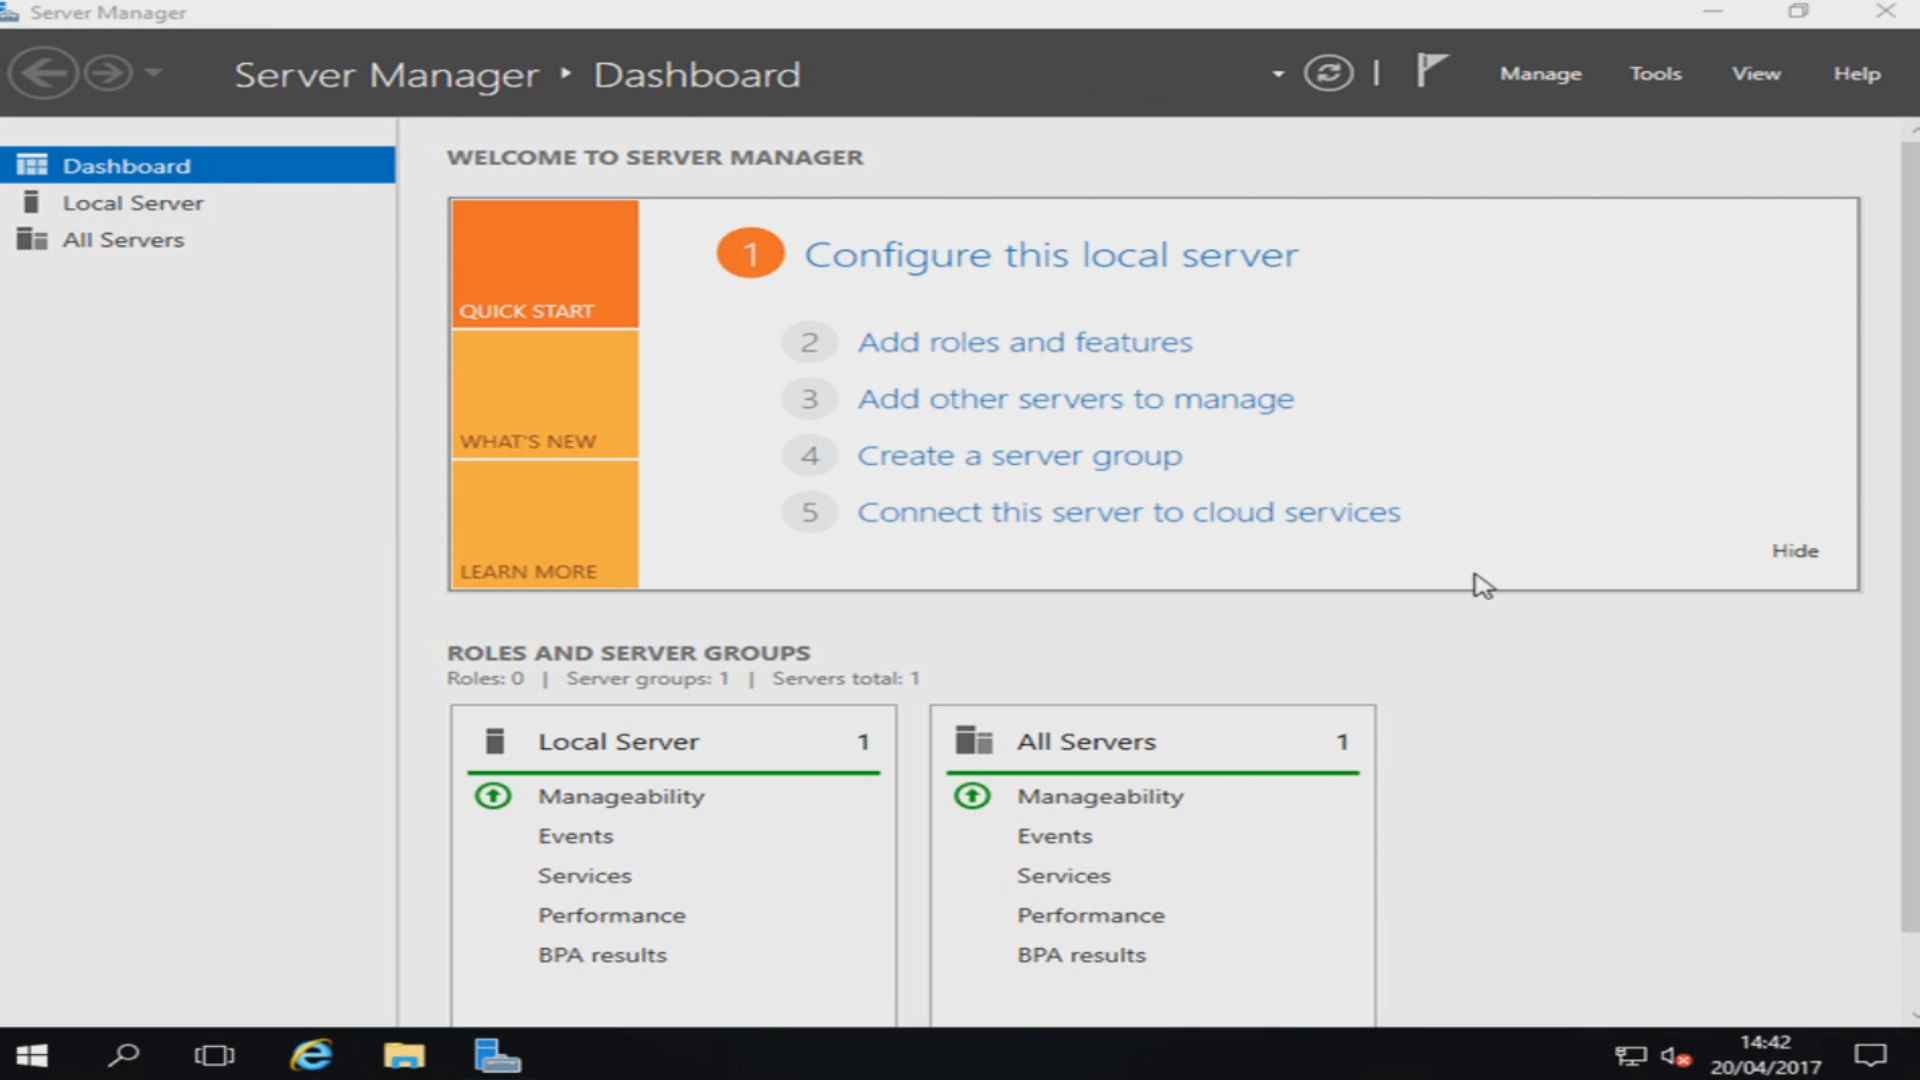 Server Manager
Server Manager ‣ Dashboard
Manage Tools View Help
Dashboard
Local Server
All Servers
WELCOME TO SERVER MANAGER
QUICK START
WHAT'S NEW
LEARN MORE
1 Configure this local server
2 Add roles and features
3 Add other servers to manage
4 Create a server group
5 Connect this server to cloud services
Hide
ROLES AND SERVER GROUPS
Roles: 0 | Server groups: 1 | Servers total: 1
Local Server 1
Manageability
Events
Services
Performance
BPA results
All Servers 1
Manageability
Events
Services
Performance
BPA results
14:42
20/04/2017